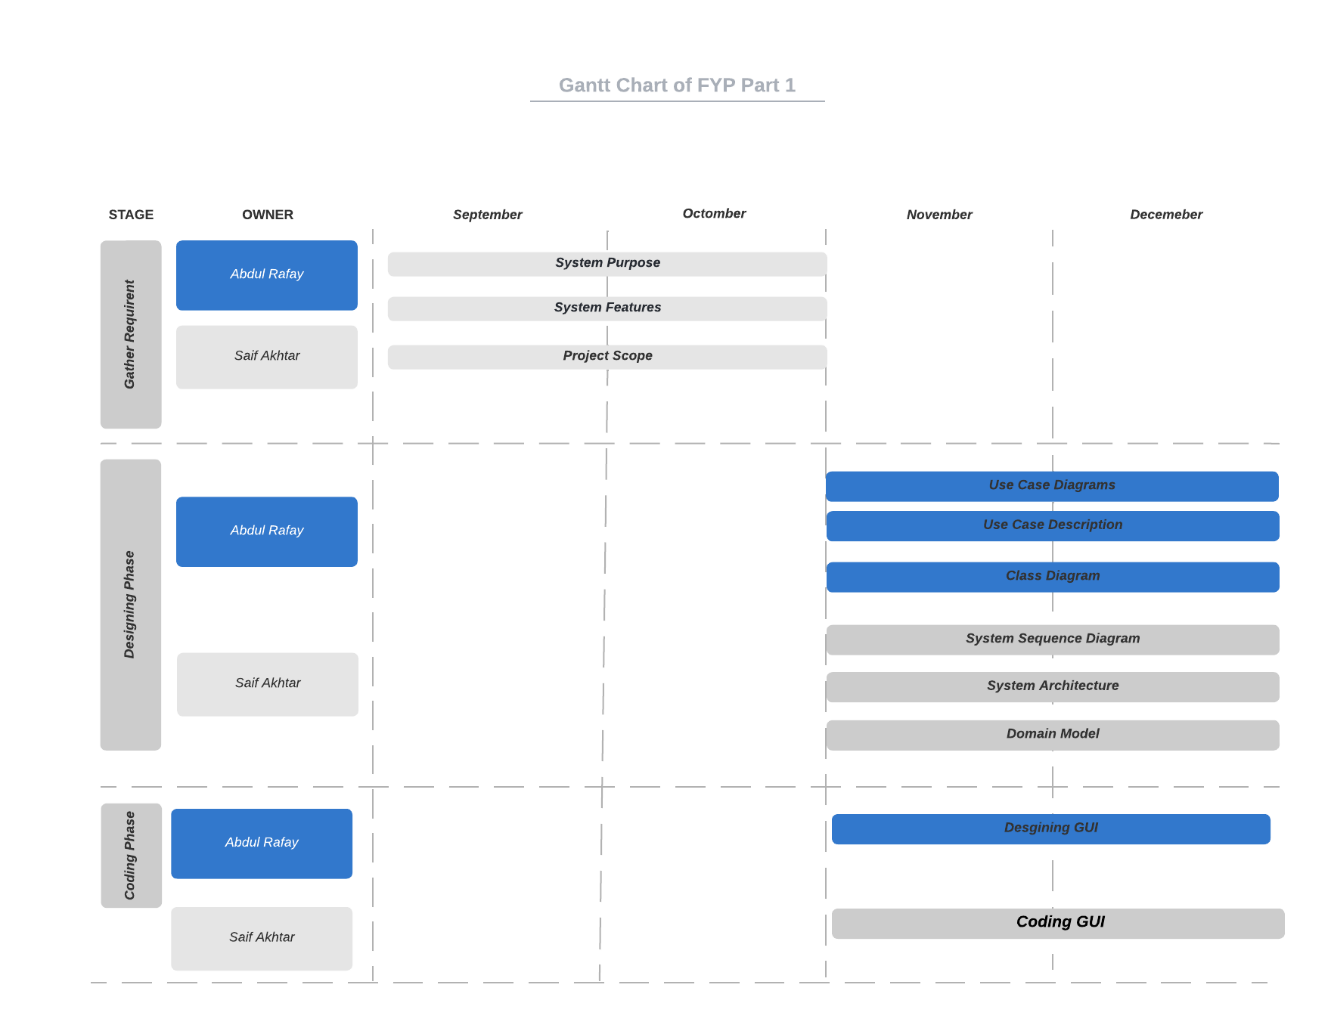 Gantt Chart of FYP Part 1
STAGE
OWNER
September
Octomber
November
Decemeber
Gather Requirent
Abdul Rafay
Saif Akhtar
System Purpose
System Features
Project Scope
Designing Phase
Abdul Rafay
Saif Akhtar
Use Case Diagrams
Use Case Description
Class Diagram
System Sequence Diagram
System Architecture
Domain Model
Coding Phase
Abdul Rafay
Saif Akhtar
Desgining GUI
Coding GUI